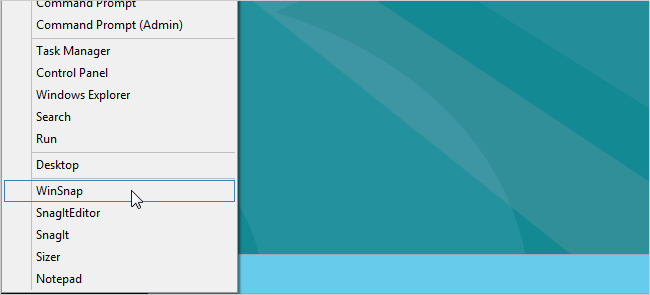 Command Prompt
Command Prompt (Admin)
Task Manager
Control Panel
Windows Explorer
Search
Run
Desktop
WinSnap
SnagItEditor
SnagIt
Sizer
Notepad